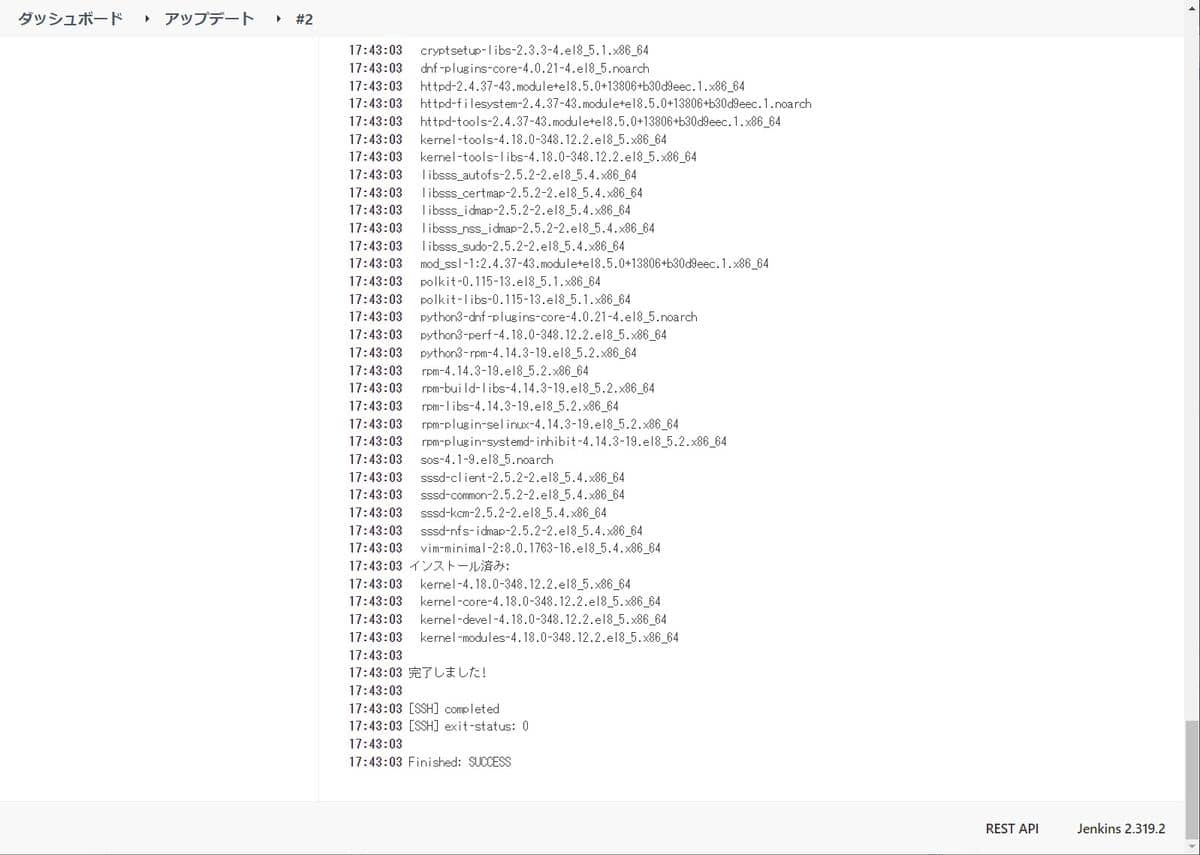 ダッシュボード ▸ アップデート ▸ #2
17:43:03 cryptsetup-libs-2.3.3-4.el8_5.1.x86_64
17:43:03 dnf-plugins-core-4.0.21-4.el8_5.noarch
17:43:03 httpd-2.4.37-43.module+el8.5.0+13806+b30d9eec.1.x86_64
17:43:03 httpd-filesystem-2.4.37-43.module+el8.5.0+13806+b30d9eec.1.noarch
17:43:03 httpd-tools-2.4.37-43.module+el8.5.0+13806+b30d9eec.1.x86_64
17:43:03 kernel-tools-4.18.0-348.12.2.el8_5.x86_64
17:43:03 kernel-tools-libs-4.18.0-348.12.2.el8_5.x86_64
17:43:03 libsss_autofs-2.5.2-2.el8_5.4.x86_64
17:43:03 libsss_certmap-2.5.2-2.el8_5.4.x86_64
17:43:03 libsss_idmap-2.5.2-2.el8_5.4.x86_64
17:43:03 libsss_nss_idmap-2.5.2-2.el8_5.4.x86_64
17:43:03 libsss_sudo-2.5.2-2.el8_5.4.x86_64
17:43:03 mod_ssl-1:2.4.37-43.module+el8.5.0+13806+b30d9eec.1.x86_64
17:43:03 polkit-0.115-13.el8_5.1.x86_64
17:43:03 polkit-libs-0.115-13.el8_5.1.x86_64
17:43:03 python3-dnf-plugins-core-4.0.21-4.el8_5.noarch
17:43:03 python3-perf-4.18.0-348.12.2.el8_5.x86_64
17:43:03 python3-rpm-4.14.3-19.el8_5.2.x86_64
17:43:03 rpm-4.14.3-19.el8_5.2.x86_64
17:43:03 rpm-build-libs-4.14.3-19.el8_5.2.x86_64
17:43:03 rpm-libs-4.14.3-19.el8_5.2.x86_64
17:43:03 rpm-plugin-selinux-4.14.3-19.el8_5.2.x86_64
17:43:03 rpm-plugin-systemd-inhibit-4.14.3-19.el8_5.2.x86_64
17:43:03 sos-4.1-9.el8_5.noarch
17:43:03 sssd-client-2.5.2-2.el8_5.4.x86_64
17:43:03 sssd-common-2.5.2-2.el8_5.4.x86_64
17:43:03 sssd-kcm-2.5.2-2.el8_5.4.x86_64
17:43:03 sssd-nfs-idmap-2.5.2-2.el8_5.4.x86_64
17:43:03 vim-minimal-2:8.0.1763-16.el8_5.4.x86_64
17:43:03 インストール済み:
17:43:03 kernel-4.18.0-348.12.2.el8_5.x86_64
17:43:03 kernel-core-4.18.0-348.12.2.el8_5.x86_64
17:43:03 kernel-devel-4.18.0-348.12.2.el8_5.x86_64
17:43:03 kernel-modules-4.18.0-348.12.2.el8_5.x86_64
17:43:03
17:43:03 完了しました!
17:43:03
17:43:03 [SSH] completed
17:43:03 [SSH] exit-status: 0
17:43:03
17:43:03 Finished: SUCCESS
REST API Jenkins 2.319.2